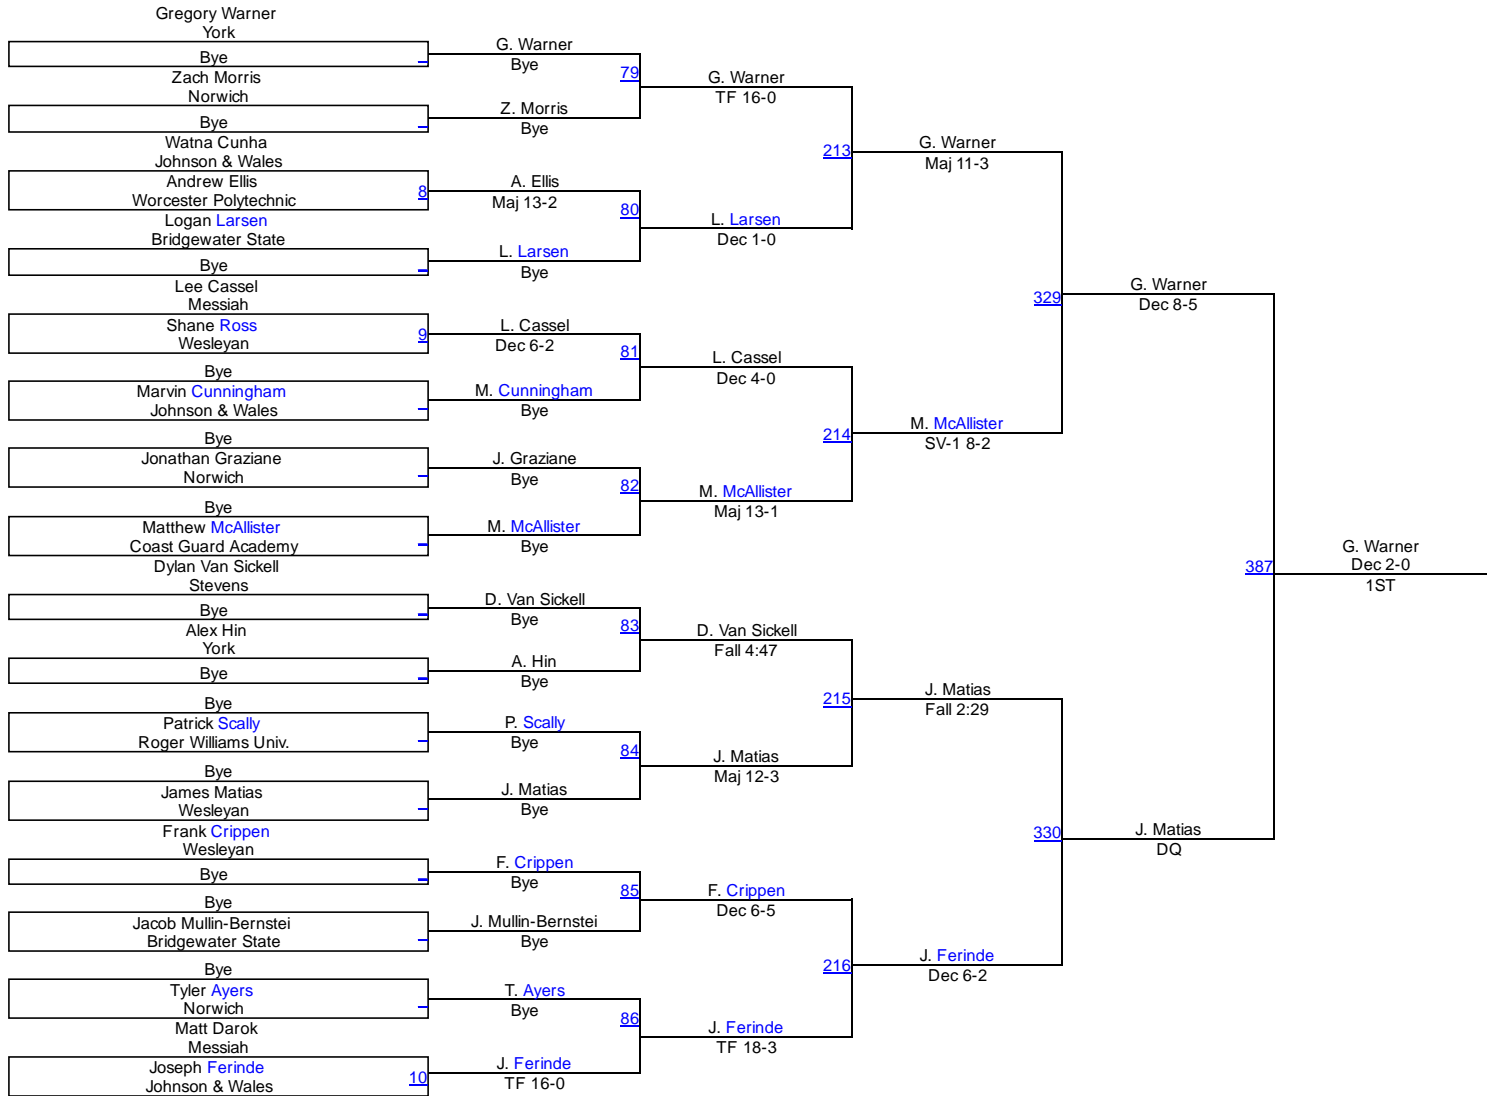 Gregory Warner
York
Bye
Zach Morris
Norwich
Bye
Watna Cunha
Johnson & Wales
Andrew Ellis
Worcester Polytechnic
8
Logan Larsen
Bridgewater State
Bye
Lee Cassel
Messiah
Shane Ross
Wesleyan
9
Bye
Marvin Cunningham
Johnson & Wales
Bye
Jonathan Graziane
Norwich
Bye
Matthew McAllister
Coast Guard Academy
Dylan Van Sickell
Stevens
Bye
Alex Hin
York
Bye
Bye
Patrick Scally
Roger Williams Univ.
Bye
James Matias
Wesleyan
Frank Crippen
Wesleyan
Bye
Bye
Jacob Mullin-Bernstei
Bridgewater State
Bye
Tyler Ayers
Norwich
Matt Darok
Messiah
Joseph Ferinde
Johnson & Wales
10
G. Warner
Bye
79
Z. Morris
Bye
A. Ellis
Maj 13-2
80
L. Larsen
Bye
L. Cassel
Dec 6-2
81
M. Cunningham
Bye
J. Graziane
Bye
82
M. McAllister
Bye
D. Van Sickell
Bye
83
A. Hin
Bye
P. Scally
Bye
84
J. Matias
Bye
F. Crippen
Bye
85
J. Mullin-Bernstei
Bye
T. Ayers
Bye
86
J. Ferinde
TF 16-0
G. Warner
TF 16-0
213
L. Larsen
Dec 1-0
L. Cassel
Dec 4-0
214
M. McAllister
Maj 13-1
D. Van Sickell
Fall 4:47
215
J. Matias
Maj 12-3
F. Crippen
Dec 6-5
216
J. Ferinde
TF 18-3
G. Warner
Maj 11-3
329
M. McAllister
SV-1 8-2
J. Matias
Fall 2:29
330
J. Ferinde
Dec 6-2
G. Warner
Dec 8-5
387
J. Matias
DQ
G. Warner
Dec 2-0
1ST